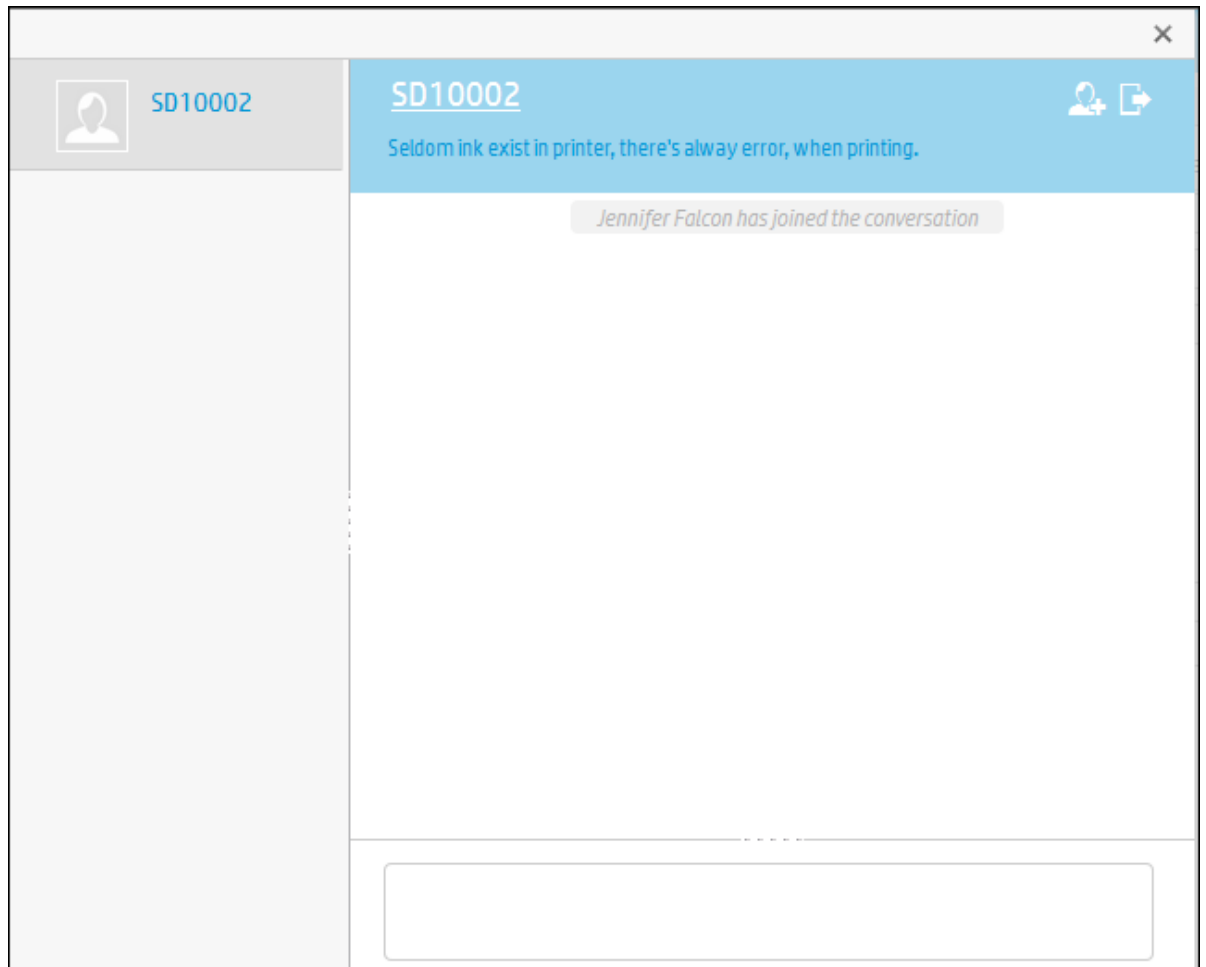 SD10002
SD10002
Seldom ink exist in printer, there's alway error, when printing.
Jennifer Falcon has joined the conversation